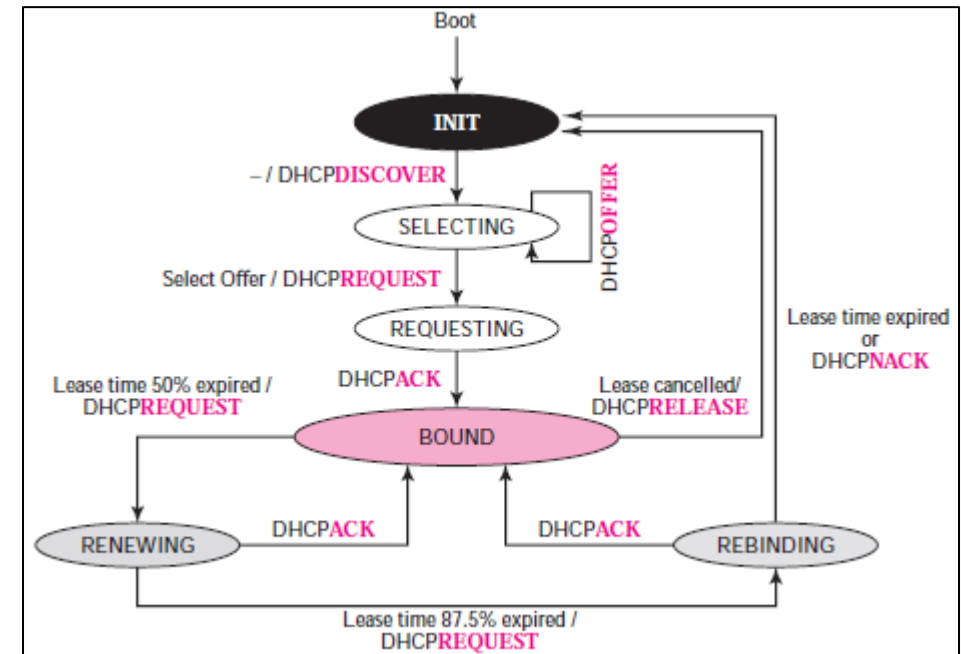 Boot
INIT
– / DHCPDISCOVER
DHCPOFFER
SELECTING
Select Offer / DHCPREQUEST
REQUESTING
Lease time expired
or
DHCPNACK
DHCPACK
Lease time 50% expired /
DHCPREQUEST
Lease cancelled/
DHCPRELEASE
BOUND
DHCPACK
DHCPACK
RENEWING
REBINDING
Lease time 87.5% expired /
DHCPREQUEST